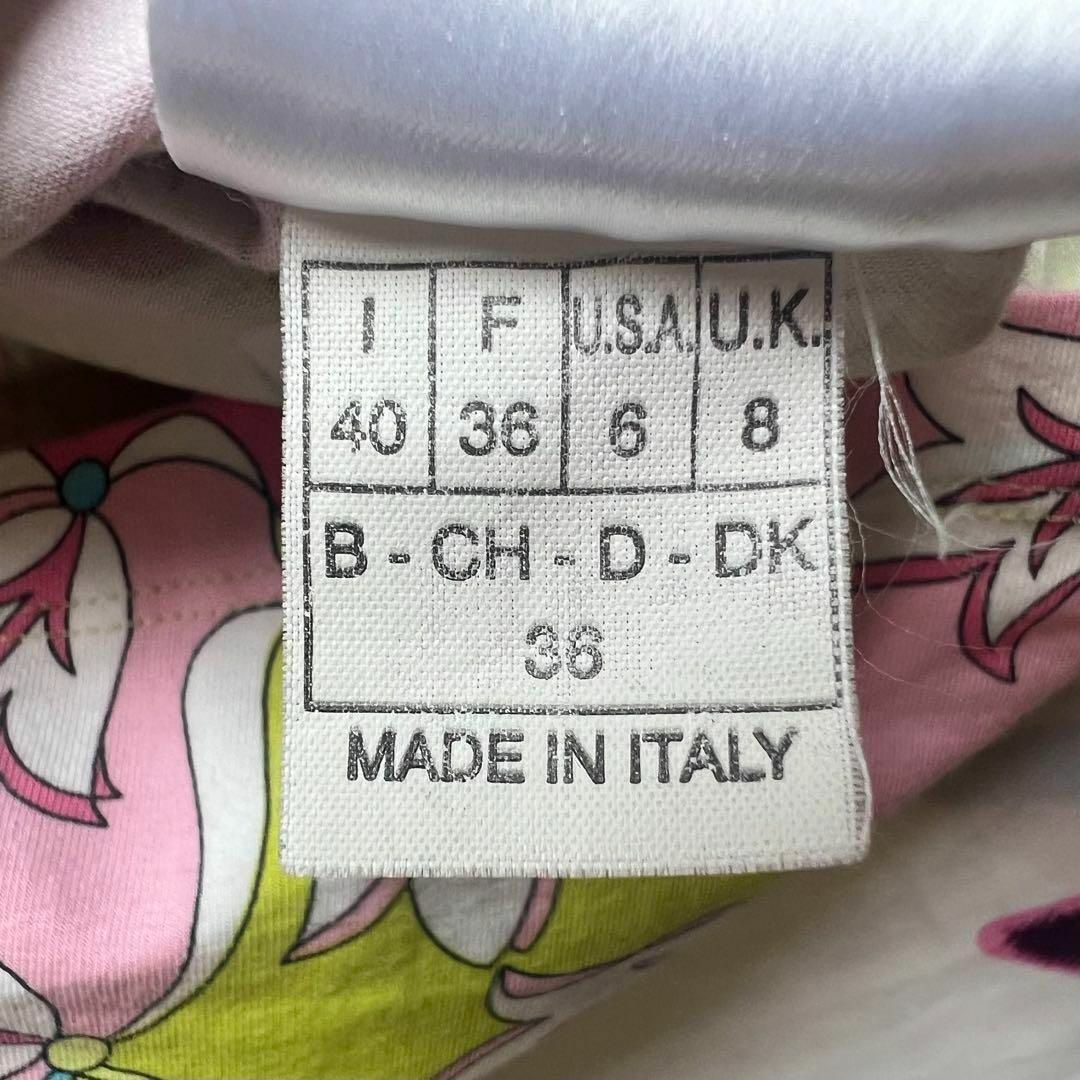 I F U.S.A. U.K.
40 36 6 8
B - CH - D - DK
36
MADE IN ITALY